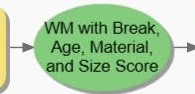 WM with Break,
Age, Material,
and Size Score